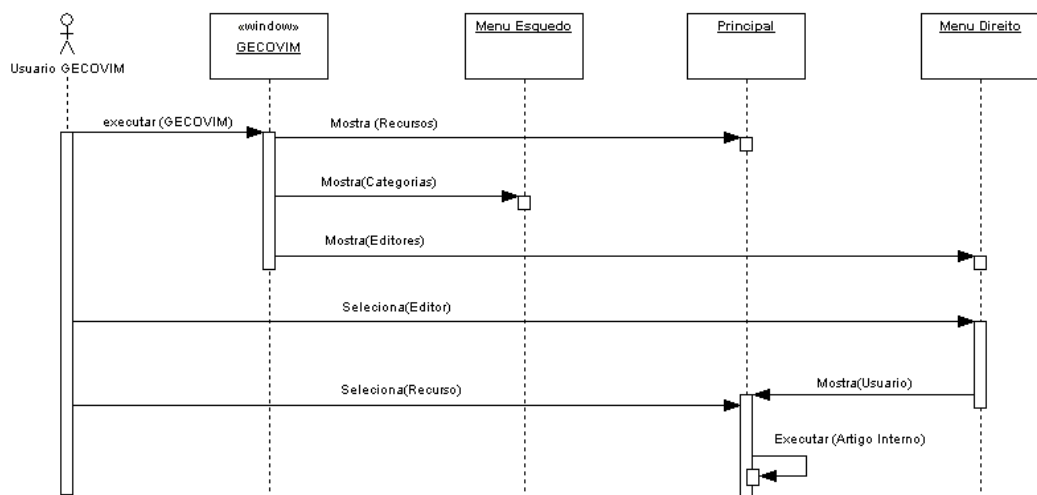 «window»
GECOVIM
Menu Esquedo
Principal
Menu Direito
Usuario GECOVIM
executar (GECOVIM)
Mostra (Recursos)
Mostra(Categorias)
Mostra(Editores)
Seleciona(Editor)
Mostra(Usuario)
Seleciona(Recurso)
Executar (Artigo Interno)